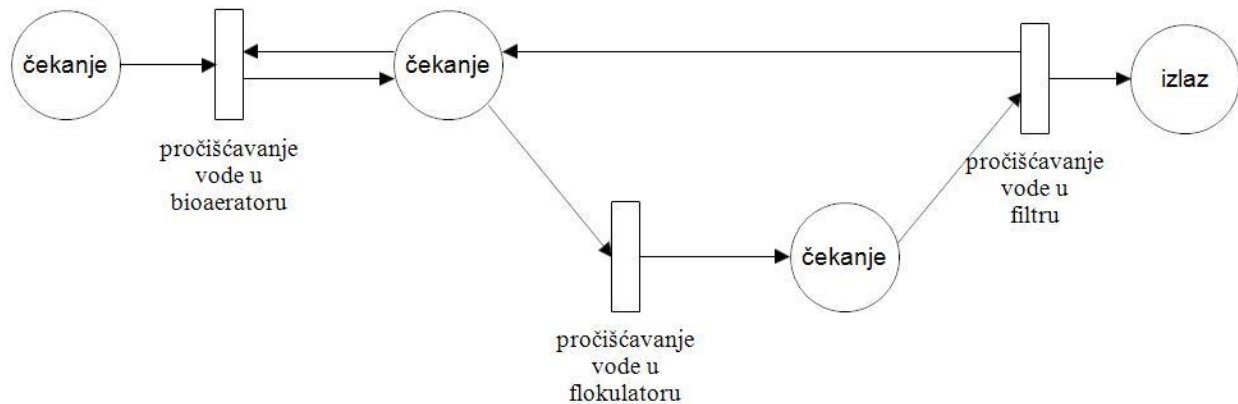 čekanje
čekanje
izlaz
pročišćavanje
vode u
bioaeratoru
pročišćavanje
vode u
filtru
čekanje
pročišćavanje
vode u
flokulatoru